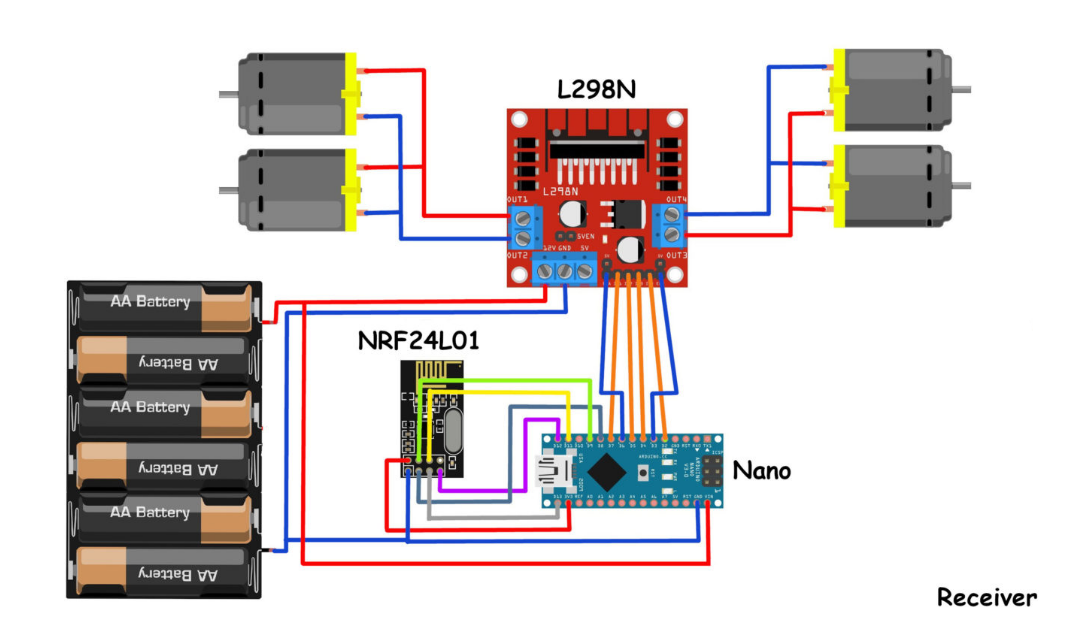 L298N
L298N
OUT1
OUT4
5VEN
OUT2
12V GND 5V
OUT3
AA Battery
AA Battery
AA Battery
AA Battery
AA Battery
AA Battery
NRF24L01
Nano
Receiver